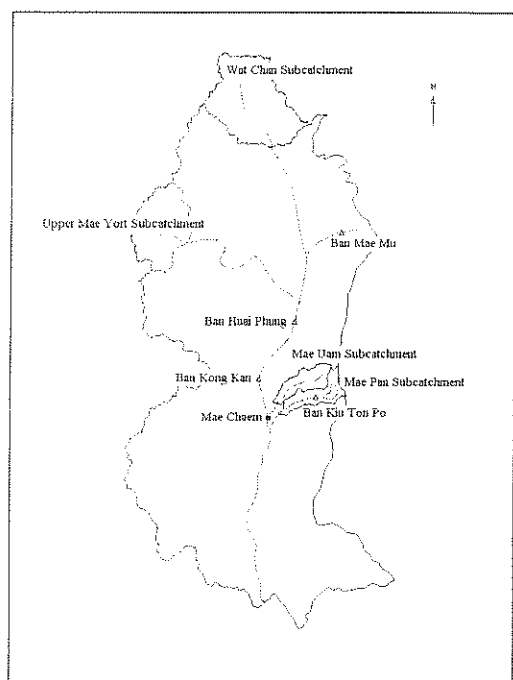 Wat Chan Subcatchment
N
Upper Mae Yort Subcatchment
Ban Mae Mu
Ban Huai Phung
Mae Uam Subcatchment
Ban Kong Kan
Mae Pan Subcatchment
Mae Chaem
Ban Kiu Ton Po